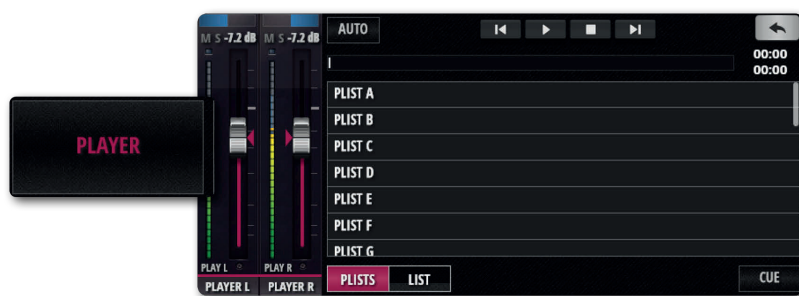 PLAYER
M S -7.2 dB
M S -7.2 dB
PLAY L
PLAY R
PLAYER L
PLAYER R
AUTO
00:00
00:00
PLIST A
PLIST B
PLIST C
PLIST D
PLIST E
PLIST F
PLIST G
PLISTS
LIST
CUE